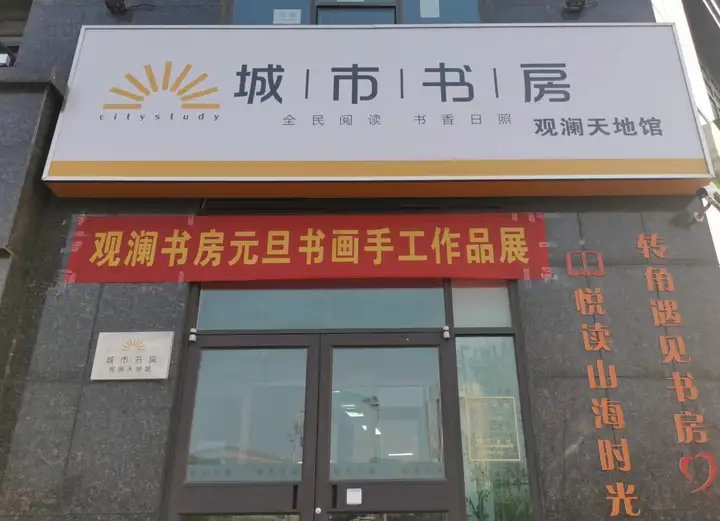 城市书房
citystudy
全民阅读 书香日照
观澜天地馆
观澜书房元旦书画手工作品展
转角遇见书房
悦读山海时光
城市书房
观澜天地馆